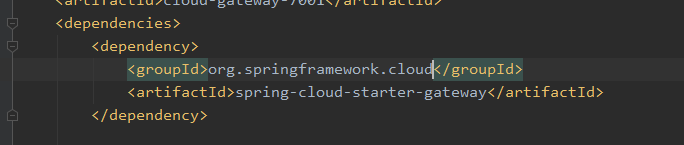 <artifactId>cloud-gateway-7001</artifactId>
<dependencies>
<dependency>
<groupId>org.springframework.cloud</groupId>
<artifactId>spring-cloud-starter-gateway</artifactId>
</dependency>